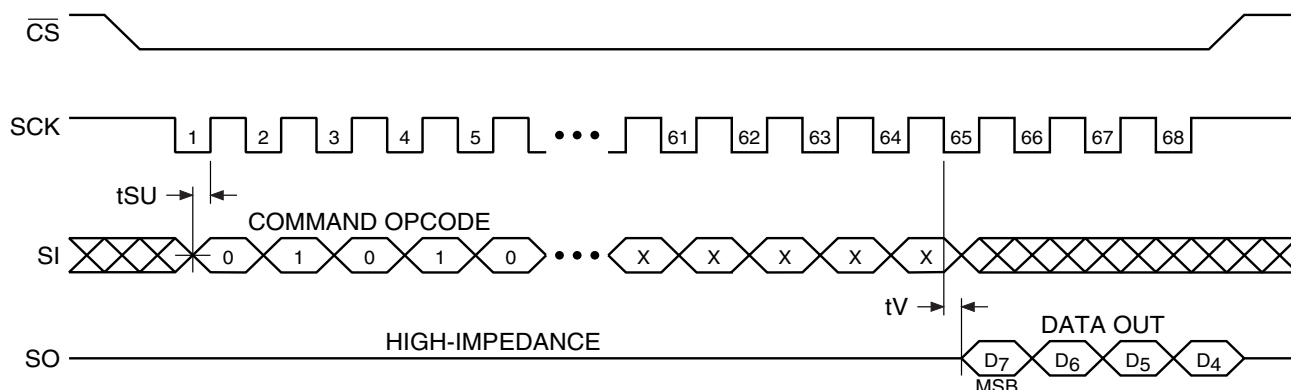 CS
SCK 1 2 3 4 5 ••• 61 62 63 64 65 66 67 68
tSU
COMMAND OPCODE
SI 0 1 0 1 0 ••• X X X X X
tV
HIGH-IMPEDANCE
DATA OUT
SO D7 D6 D5 D4
MSB